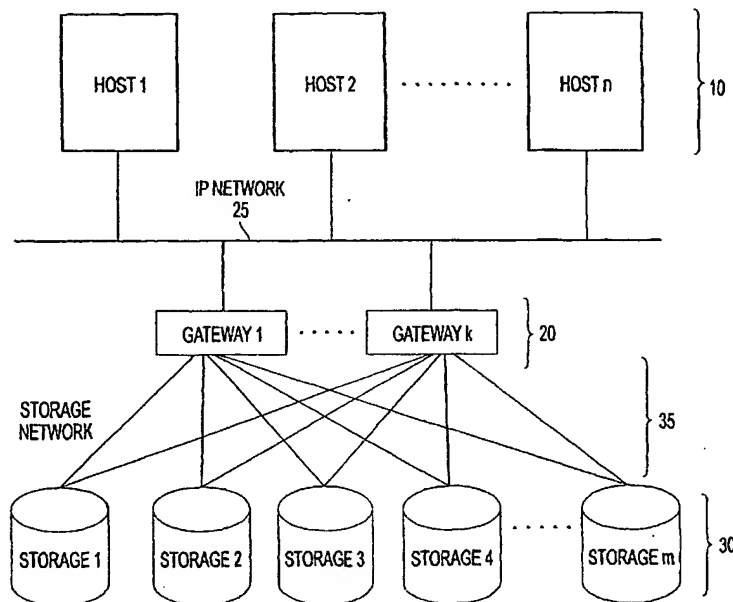 HOST 1
HOST 2
HOST n
10
IP NETWORK
25
GATEWAY 1
GATEWAY k
20
STORAGE
NETWORK
35
STORAGE 1
STORAGE 2
STORAGE 3
STORAGE 4
STORAGE m
30